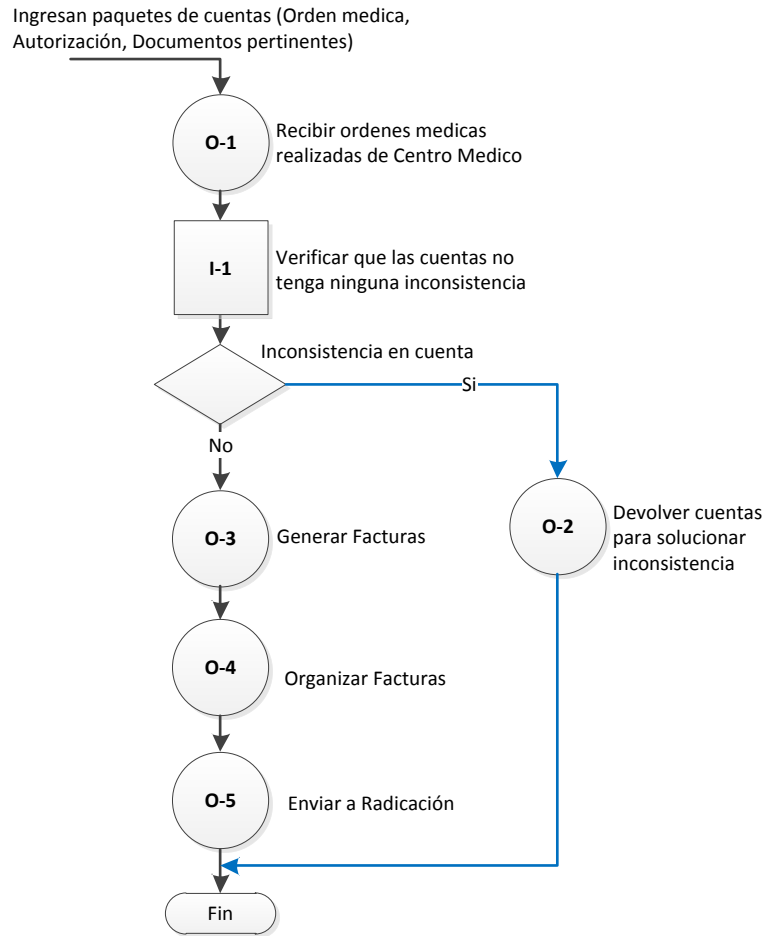 Ingresan paquetes de cuentas (Orden medica,
Autorización, Documentos pertinentes)
O-1
Recibir ordenes medicas
realizadas de Centro Medico
I-1
Verificar que las cuentas no
tenga ninguna inconsistencia
Inconsistencia en cuenta
Si
No
O-3
Generar Facturas
O-2
Devolver cuentas
para solucionar
inconsistencia
O-4
Organizar Facturas
O-5
Enviar a Radicación
Fin